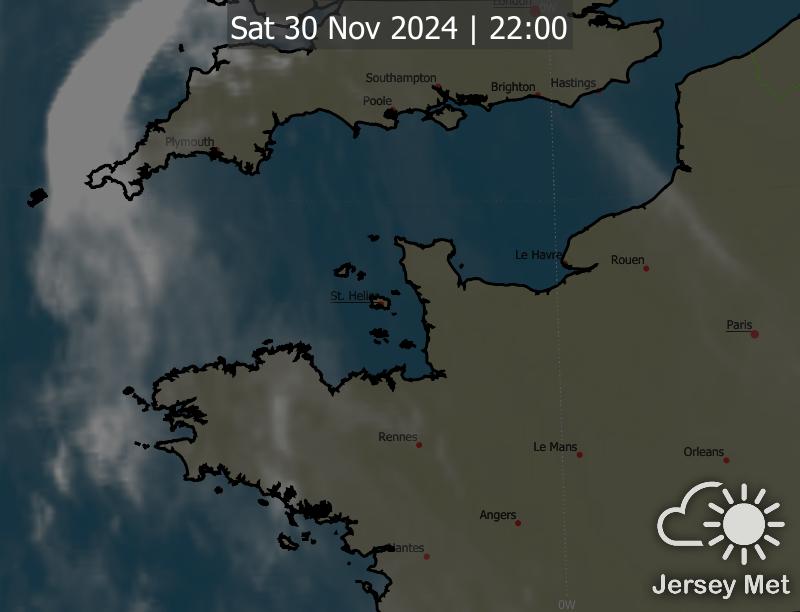 London
0W
Sat 30 Nov 2024 | 22:00
Southampton
Brighton
Hastings
Poole
Plymouth
Le Havre
Rouen
St. Helier
Paris
Rennes
Le Mans
Orleans
Angers
Nantes
Jersey Met
0W